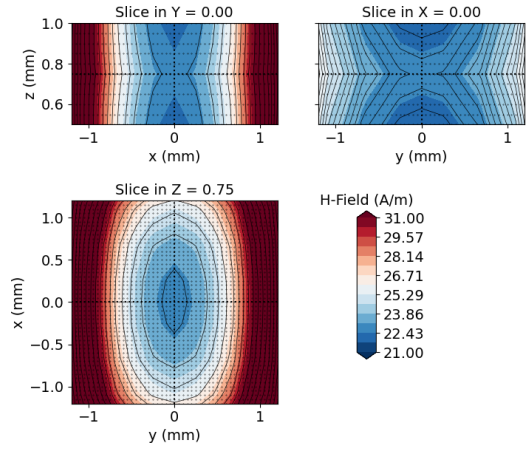 Slice in Y = 0.00
Slice in X = 0.00
1.0
0.8
0.6
z (mm)
−1
0
1
x (mm)
−1
0
1
y (mm)
Slice in Z = 0.75
1.0
0.5
0.0
−0.5
−1.0
x (mm)
−1
0
1
y (mm)
H-Field (A/m)
31.00
29.57
28.14
26.71
25.29
23.86
22.43
21.00